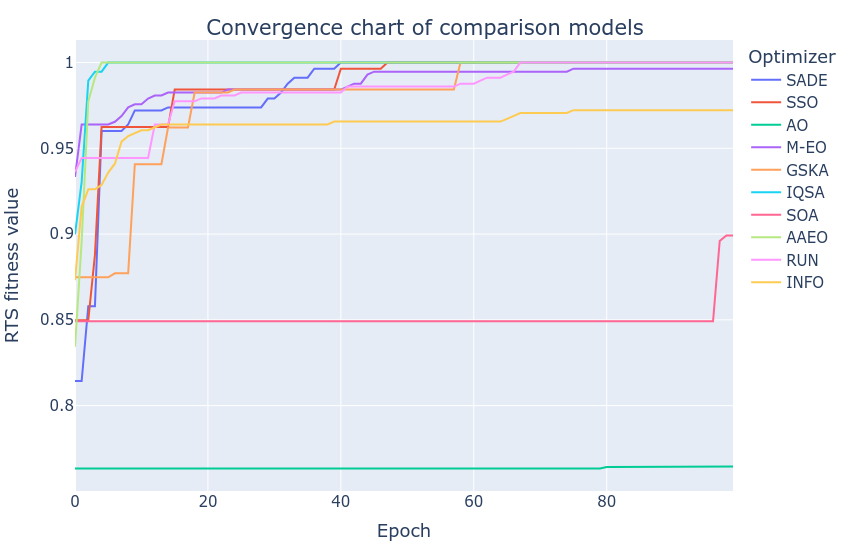 Convergence chart of comparison models
RTS fitness value
1
0.95
0.9
0.85
0.8
0
20
40
60
80
Epoch
Optimizer
SADE
SSO
AO
M-EO
GSKA
IQSA
SOA
AAEO
RUN
INFO